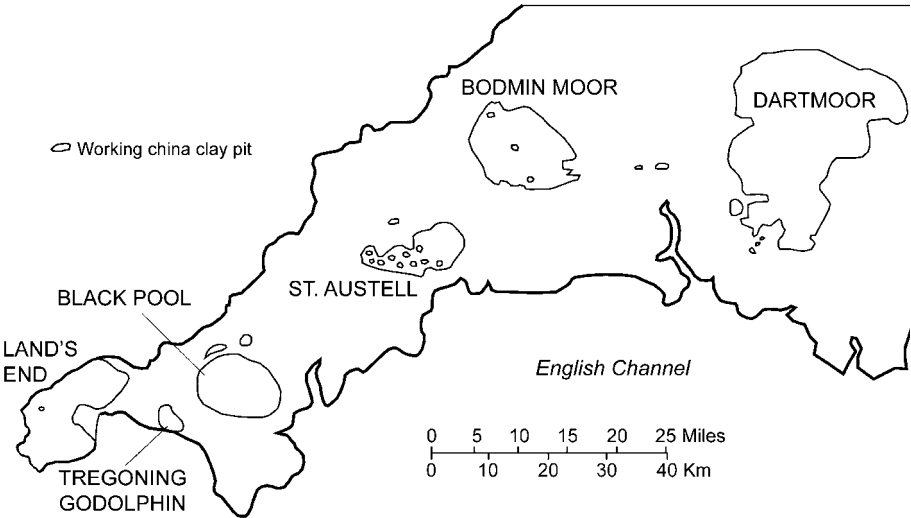 BODMIN MOOR
DARTMOOR
Working china clay pit
ST. AUSTELL
BLACK POOL
LAND'S
END
English Channel
0 5 10 15 20 25 Miles
0 10 20 30 40 Km
TREGONING
GODOLPHIN